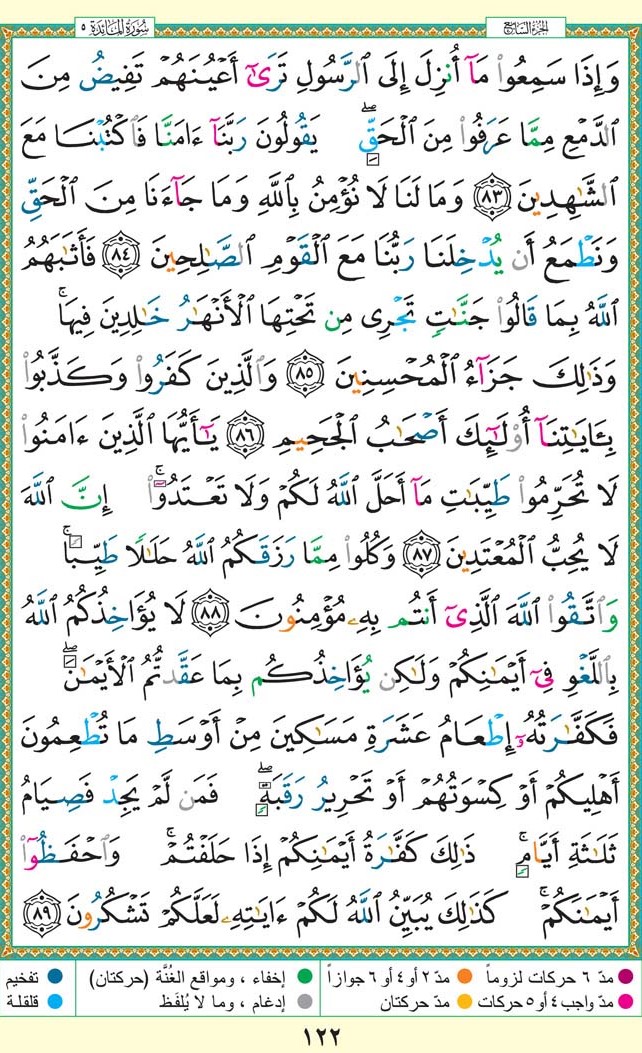 الجزء السابع
سورة المائدة ٥
وَإِذَا سَمِعُوا۟ مَآ أُنزِلَ إِلَى ٱلرَّسُولِ تَرَىٰٓ أَعْيُنَهُمْ تَفِيضُ مِنَ
ٱلدَّمْعِ مِمَّا عَرَفُوا۟ مِنَ ٱلْحَقِّ ۖ يَقُولُونَ رَبَّنَآ ءَامَنَّا فَٱكْتُبْنَا مَعَ
ٱلشَّٰهِدِينَ ٨٣ وَمَا لَنَا لَا نُؤْمِنُ بِٱللَّهِ وَمَا جَآءَنَا مِنَ ٱلْحَقِّ
وَنَطْمَعُ أَن يُدْخِلَنَا رَبُّنَا مَعَ ٱلْقَوْمِ ٱلصَّٰلِحِينَ ٨٤ فَأَثَٰبَهُمُ
ٱللَّهُ بِمَا قَالُوا۟ جَنَّٰتٍ تَجْرِى مِن تَحْتِهَا ٱلْأَنْهَٰرُ خَٰلِدِينَ فِيهَا ۚ
وَذَٰلِكَ جَزَآءُ ٱلْمُحْسِنِينَ ٨٥ وَٱلَّذِينَ كَفَرُوا۟ وَكَذَّبُوا۟
بِـَٔايَٰتِنَآ أُو۟لَٰٓئِكَ أَصْحَٰبُ ٱلْجَحِيمِ ٨٦ يَٰٓأَيُّهَا ٱلَّذِينَ ءَامَنُوا۟
لَا تُحَرِّمُوا۟ طَيِّبَٰتِ مَآ أَحَلَّ ٱللَّهُ لَكُمْ وَلَا تَعْتَدُوٓا۟ ۚ إِنَّ ٱللَّهَ
لَا يُحِبُّ ٱلْمُعْتَدِينَ ٨٧ وَكُلُوا۟ مِمَّا رَزَقَكُمُ ٱللَّهُ حَلَٰلًا طَيِّبًا ۚ
وَٱتَّقُوا۟ ٱللَّهَ ٱلَّذِىٓ أَنتُم بِهِۦ مُؤْمِنُونَ ٨٨ لَا يُؤَاخِذُكُمُ ٱللَّهُ
بِٱللَّغْوِ فِىٓ أَيْمَٰنِكُمْ وَلَٰكِن يُؤَاخِذُكُم بِمَا عَقَّدتُّمُ ٱلْأَيْمَٰنَ ۖ
فَكَفَّٰرَتُهُۥٓ إِطْعَامُ عَشَرَةِ مَسَٰكِينَ مِنْ أَوْسَطِ مَا تُطْعِمُونَ
أَهْلِيكُمْ أَوْ كِسْوَتُهُمْ أَوْ تَحْرِيرُ رَقَبَةٍ ۖ فَمَن لَّمْ يَجِدْ فَصِيَامُ
ثَلَٰثَةِ أَيَّامٍ ۚ ذَٰلِكَ كَفَّٰرَةُ أَيْمَٰنِكُمْ إِذَا حَلَفْتُمْ ۚ وَٱحْفَظُوٓا۟
أَيْمَٰنَكُمْ ۚ كَذَٰلِكَ يُبَيِّنُ ٱللَّهُ لَكُمْ ءَايَٰتِهِۦ لَعَلَّكُمْ تَشْكُرُونَ ٨٩
مدّ ٦ حركات لزوماً مدّ ٢ أو ٤ أو ٦ جوازاً إخفاء ، ومواقع الغُنَّة (حركتان) تفخيم
مدّ واجب ٤ أو ٥ حركات مدّ حركتان إدغام ، وما لا يُلفَظ قلقلة
١٢٢